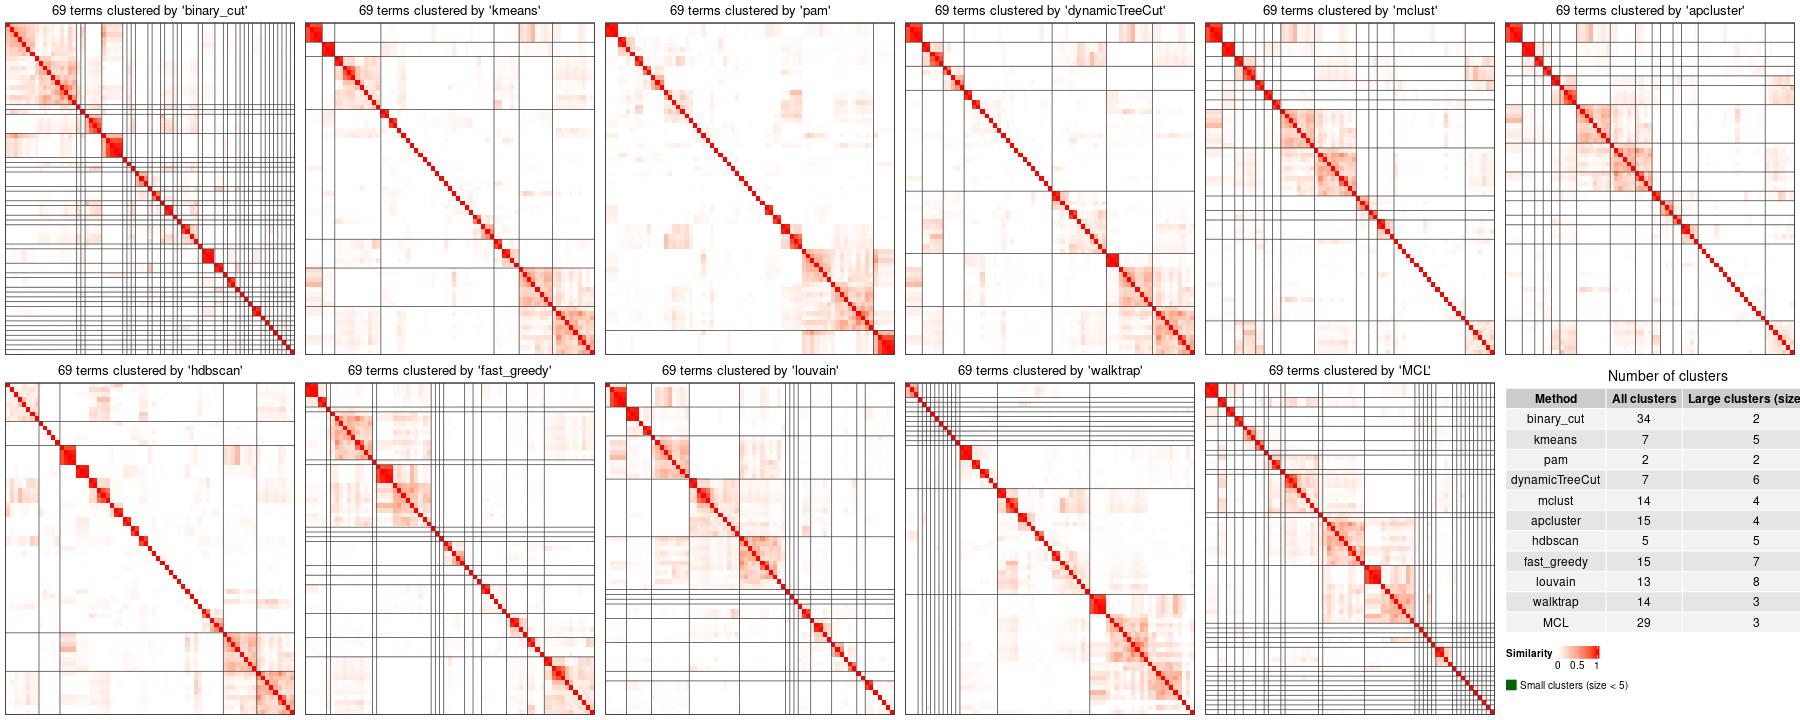 69 terms clustered by 'binary_cut'
69 terms clustered by 'kmeans'
69 terms clustered by 'pam'
69 terms clustered by 'dynamicTreeCut'
69 terms clustered by 'mclust'
69 terms clustered by 'apcluster'
69 terms clustered by 'hdbscan'
69 terms clustered by 'fast_greedy'
69 terms clustered by 'louvain'
69 terms clustered by 'walktrap'
69 terms clustered by 'MCL'
Number of clusters
Method All clusters Large clusters (size
binary_cut 34 2
kmeans 7 5
pam 2 2
dynamicTreeCut 7 6
mclust 14 4
apcluster 15 4
hdbscan 5 5
fast_greedy 15 7
louvain 13 8
walktrap 14 3
MCL 29 3
Similarity
0 0.5 1
Small clusters (size < 5)